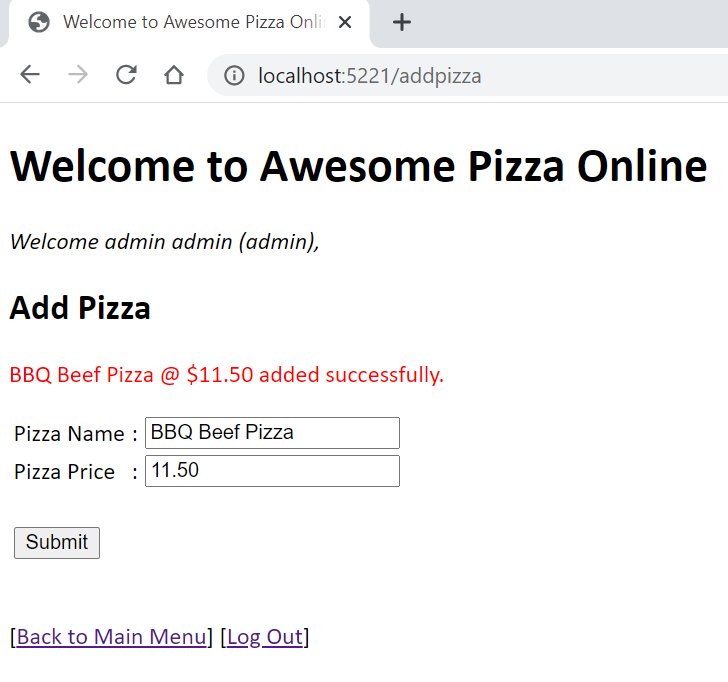 Welcome to Awesome Pizza Onli
localhost:5221/addpizza
Welcome to Awesome Pizza Online
Welcome admin admin (admin),
Add Pizza
BBQ Beef Pizza @ $11.50 added successfully.
Pizza Name : BBQ Beef Pizza
Pizza Price : 11.50
Submit
[Back to Main Menu] [Log Out]